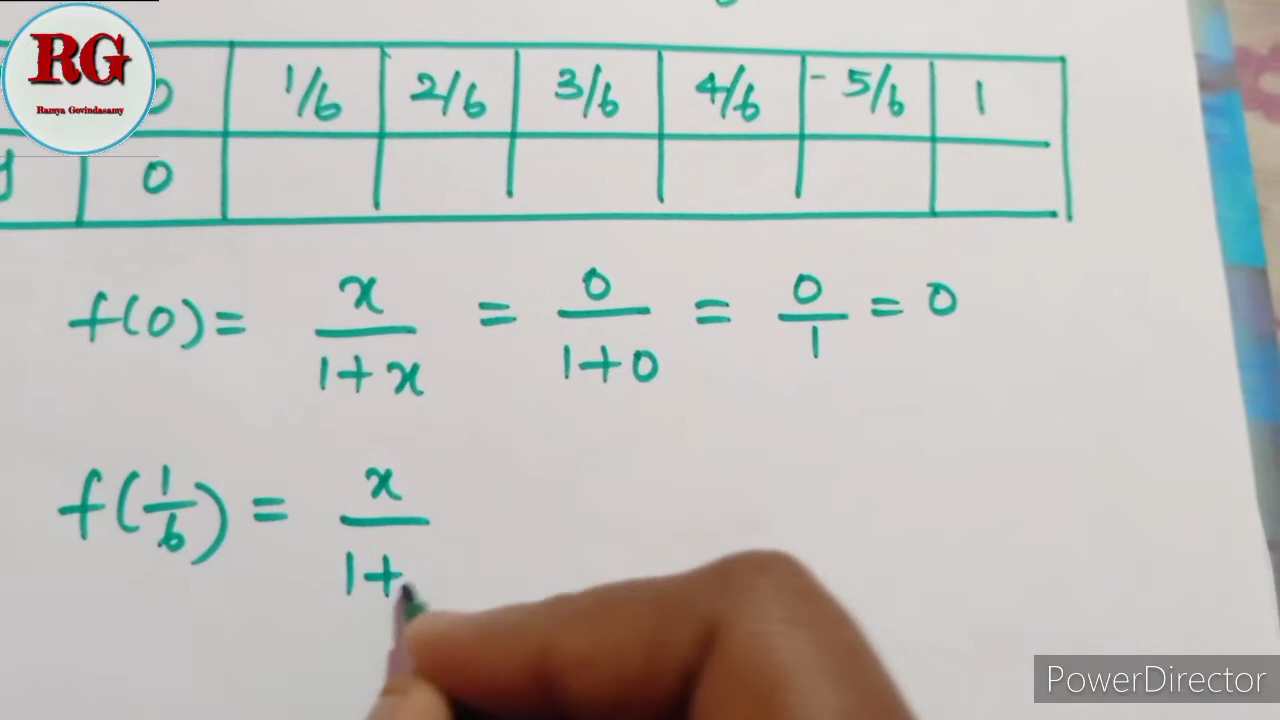 RG
Ramya Govindasamy
0 1/6 2/6 3/6 4/6 - 5/6 1
y 0
f(0) = x/(1+x) = 0/(1+0) = 0/1 = 0
f(1/6) = x/(1+
PowerDirector